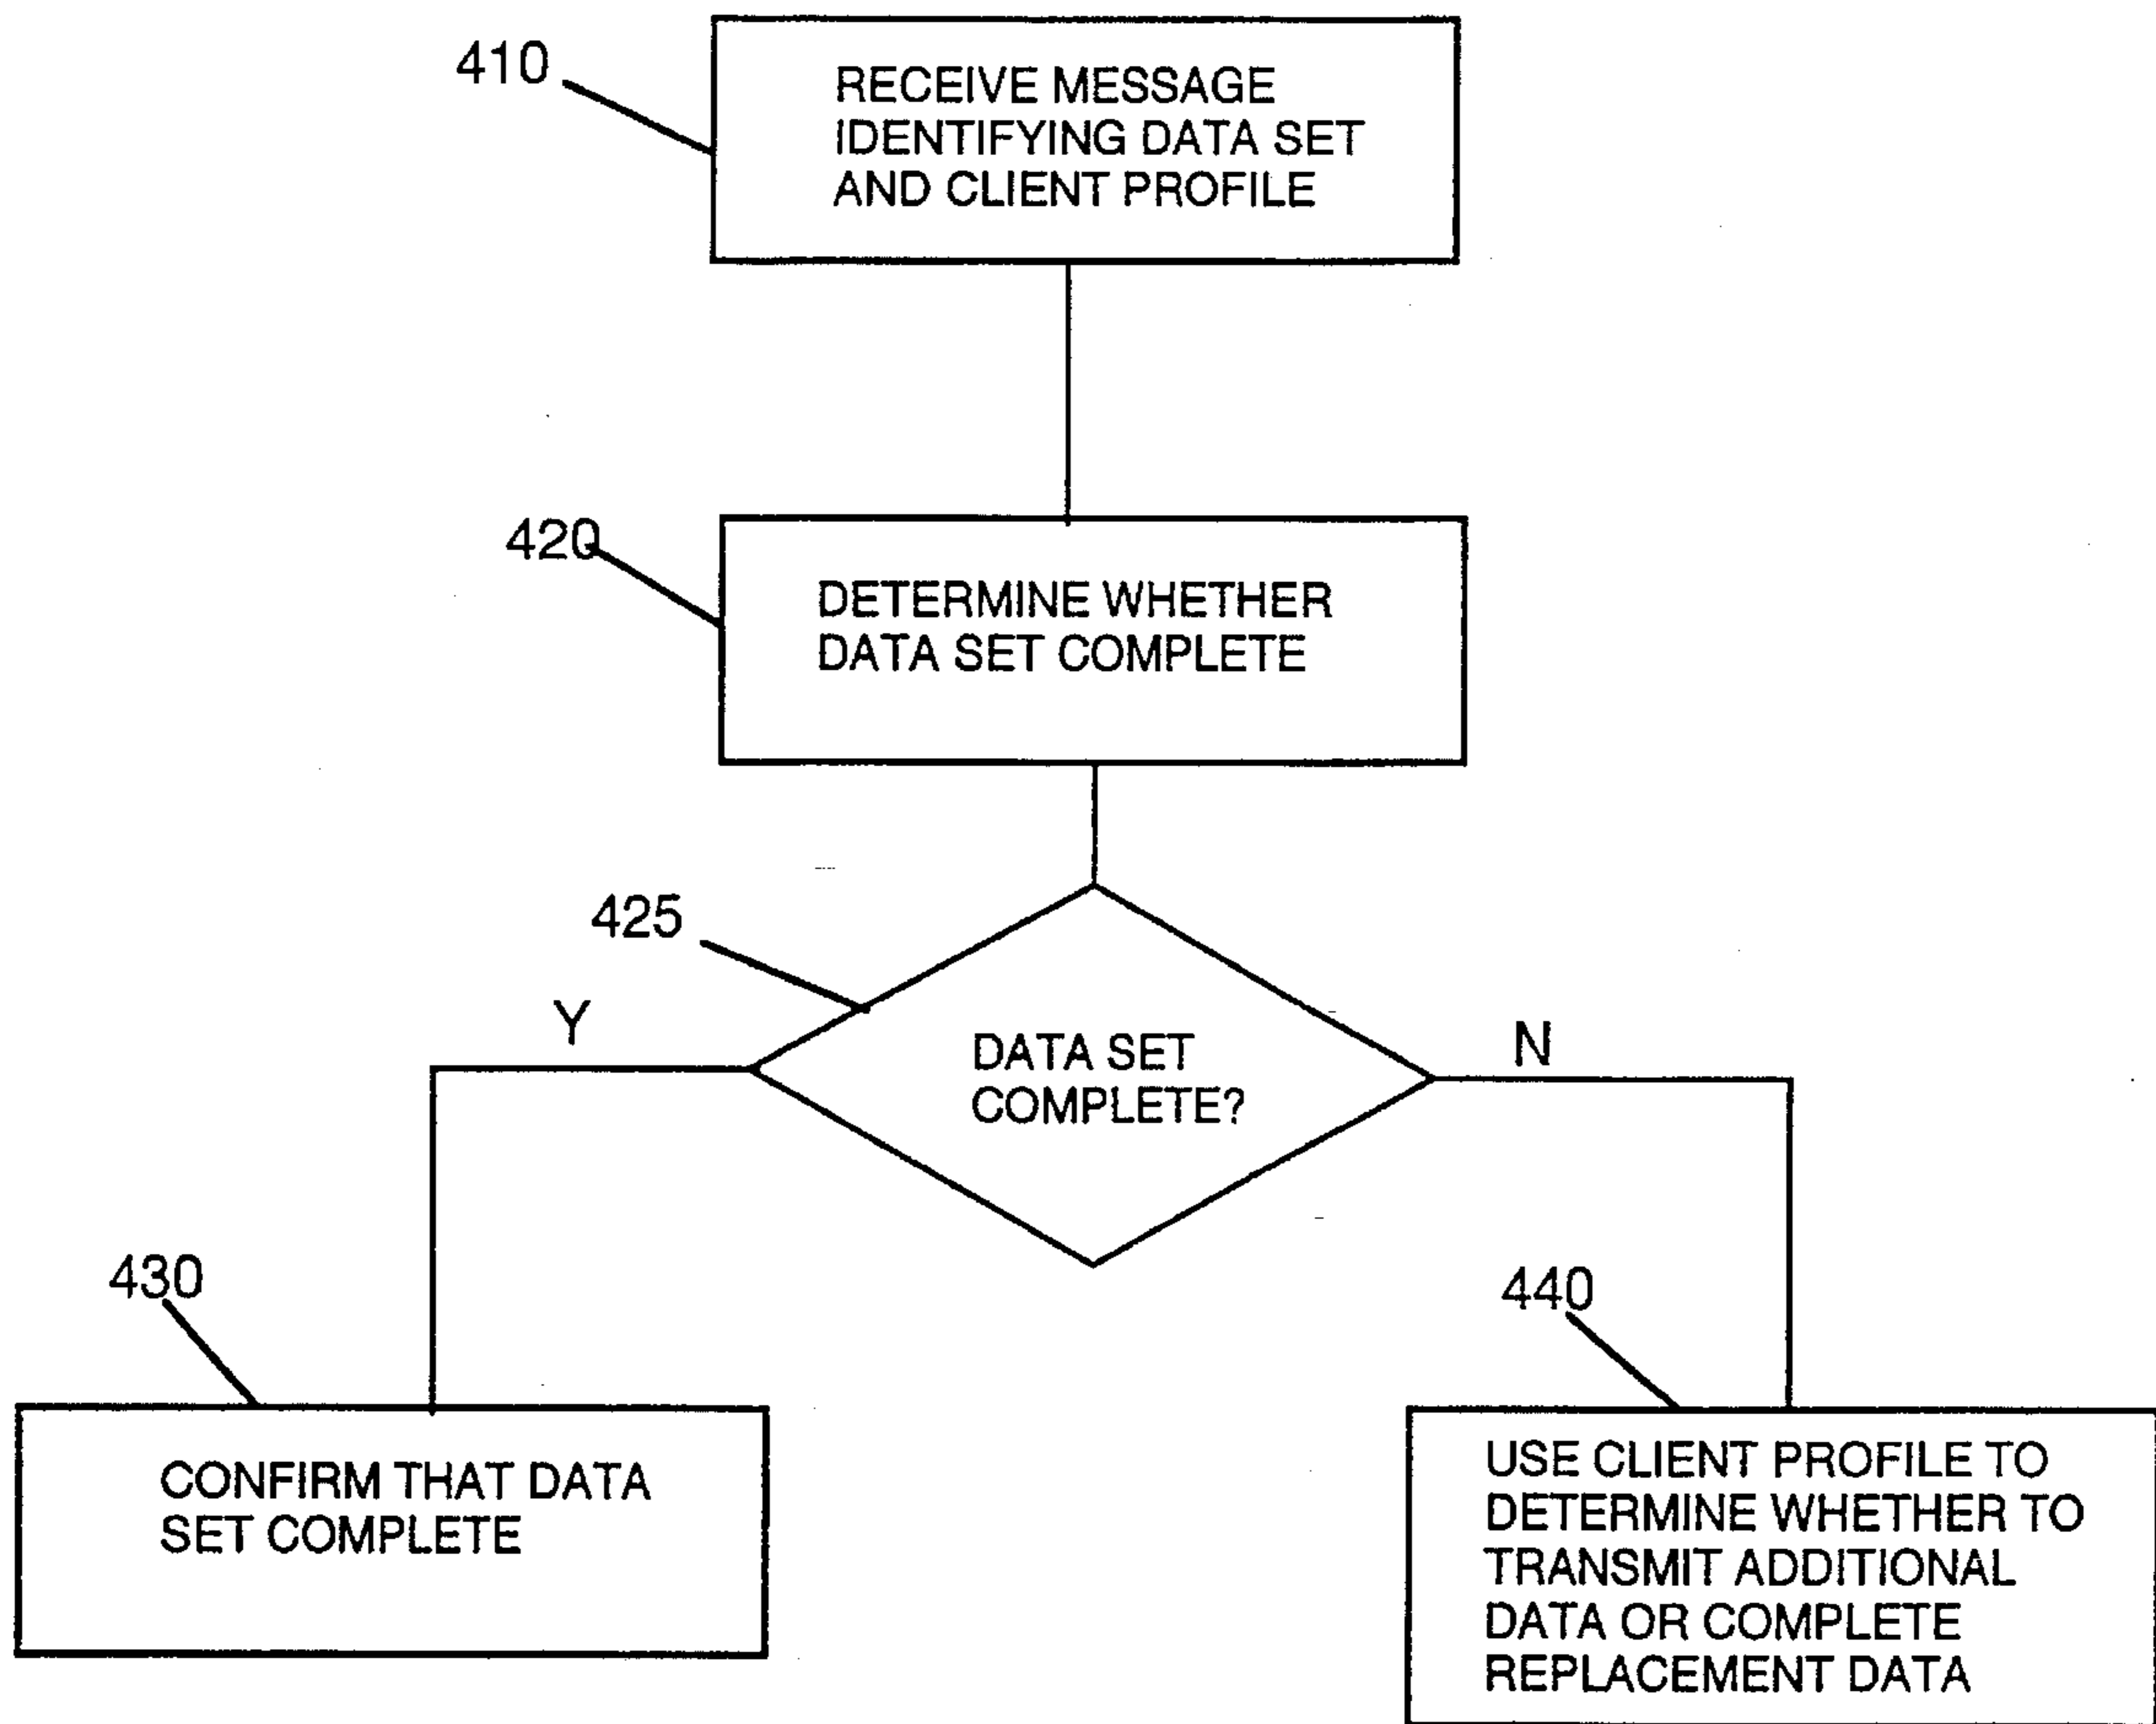 410
RECEIVE MESSAGE
IDENTIFYING DATA SET
AND CLIENT PROFILE
420
DETERMINE WHETHER
DATA SET COMPLETE
425
Y
DATA SET
COMPLETE?
N
430
CONFIRM THAT DATA
SET COMPLETE
440
USE CLIENT PROFILE TO
DETERMINE WHETHER TO
TRANSMIT ADDITIONAL
DATA OR COMPLETE
REPLACEMENT DATA